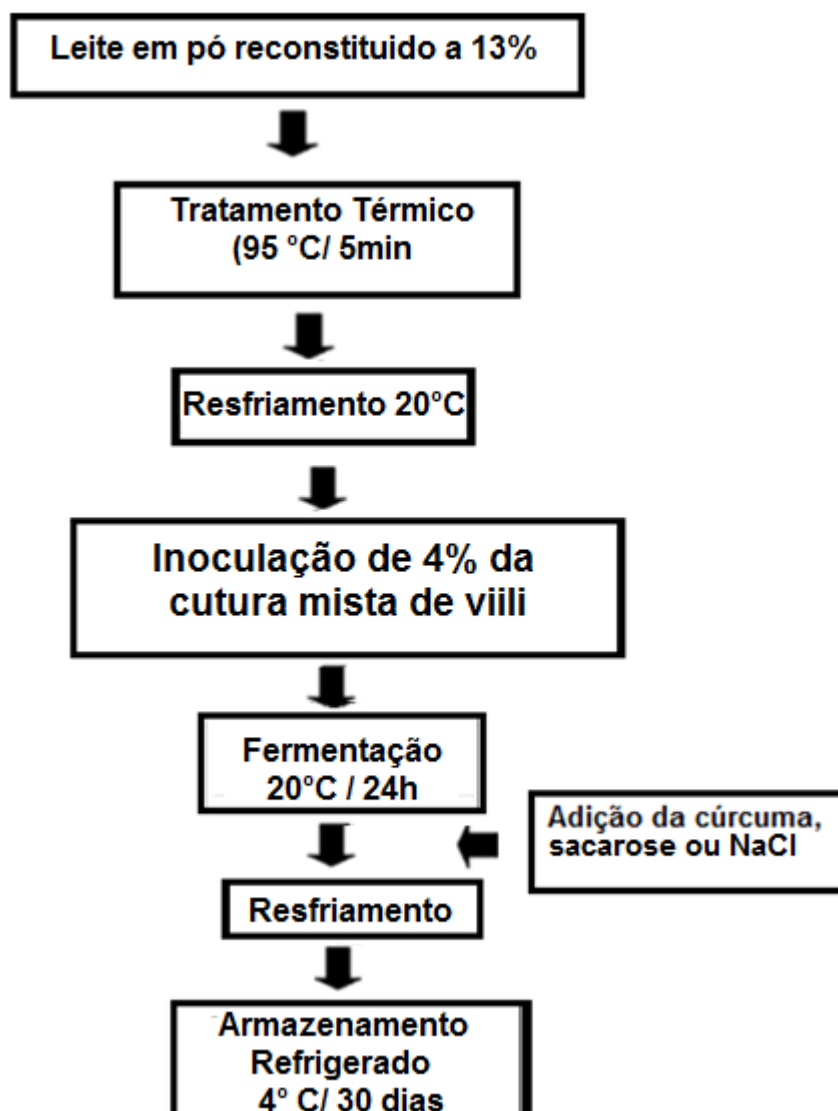 Leite em pó reconstituido a 13%
Tratamento Térmico
(95 °C/ 5min
Resfriamento 20°C
Inoculação de 4% da
cutura mista de viili
Fermentação
20°C / 24h
Adição da cúrcuma,
sacarose ou NaCl
Resfriamento
Armazenamento
Refrigerado
4° C/ 30 dias